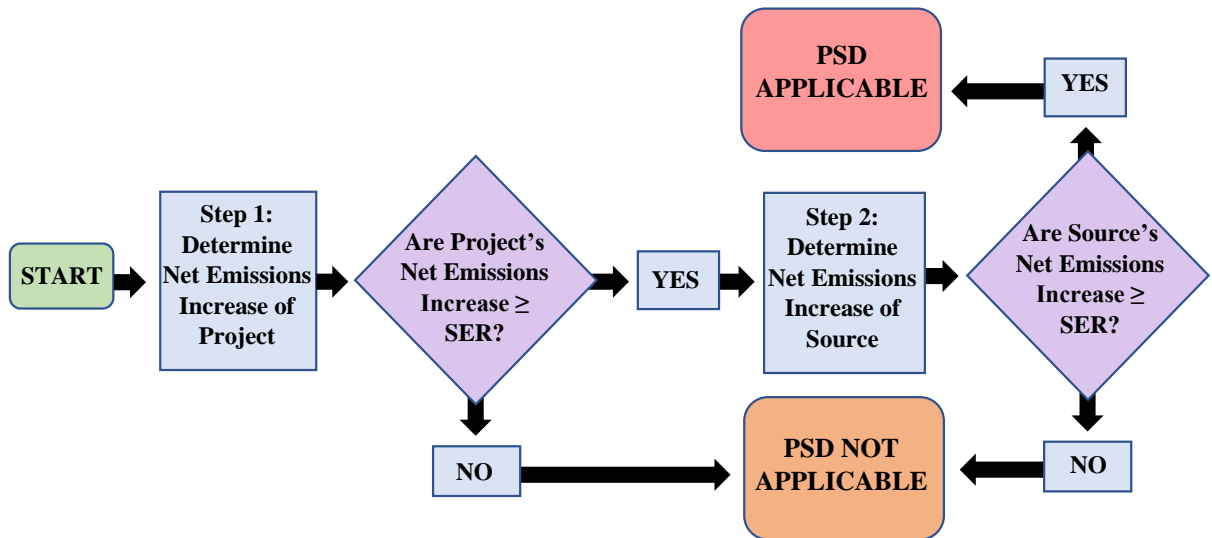 START
Step 1:
Determine
Net Emissions
Increase of
Project
Are Project's
Net Emissions
Increase ≥
SER?
YES
NO
Step 2:
Determine
Net Emissions
Increase of
Source
Are Source's
Net Emissions
Increase ≥
SER?
YES
PSD
APPLICABLE
NO
PSD NOT
APPLICABLE